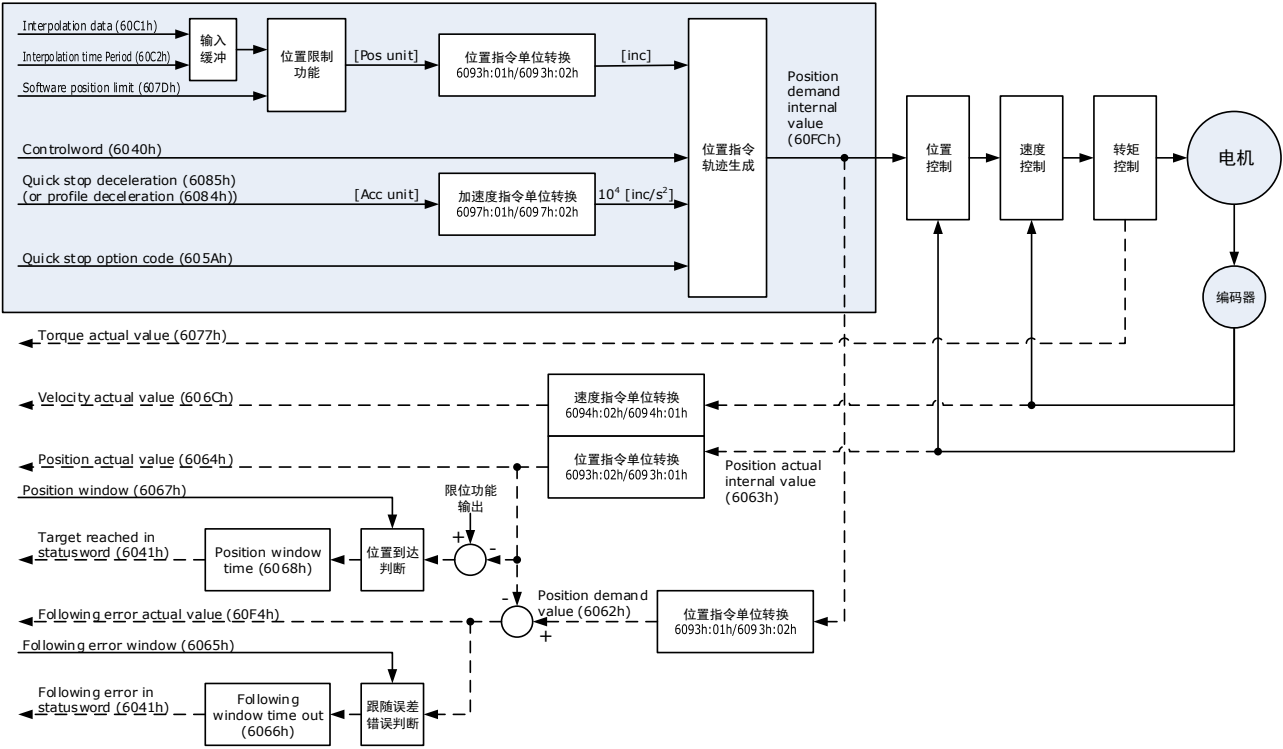 Interpolation data (60C1h)
Interpolation time Period (60C2h)
Software position limit (607Dh)
输入
缓冲
位置限制
功能
[Pos unit]
位置指令单位转换
6093h:01h/6093h:02h
[inc]
Position
demand
internal
value
(60FCh)
Controlword (6040h)
Quick stop deceleration (6085h)
(or profile deceleration (6084h))
[Acc unit]
加速度指令单位转换
6097h:01h/6097h:02h
10⁴ [inc/s²]
Quick stop option code (605Ah)
位置指令
轨迹生成
位置
控制
速度
控制
转矩
控制
电机
编码器
Torque actual value (6077h)
Velocity actual value (606Ch)
速度指令单位转换
6094h:02h/6094h:01h
Position actual value (6064h)
位置指令单位转换
6093h:02h/6093h:01h
Position actual
internal value
(6063h)
Position window (6067h)
限位功能
输出
+
-
Target reached in
statusword (6041h)
Position window
time (6068h)
位置到达
判断
-
+
Position demand
value (6062h)
位置指令单位转换
6093h:01h/6093h:02h
Following error actual value (60F4h)
Following error window (6065h)
Following error in
statusword (6041h)
Following
window time out
(6066h)
跟随误差
错误判断